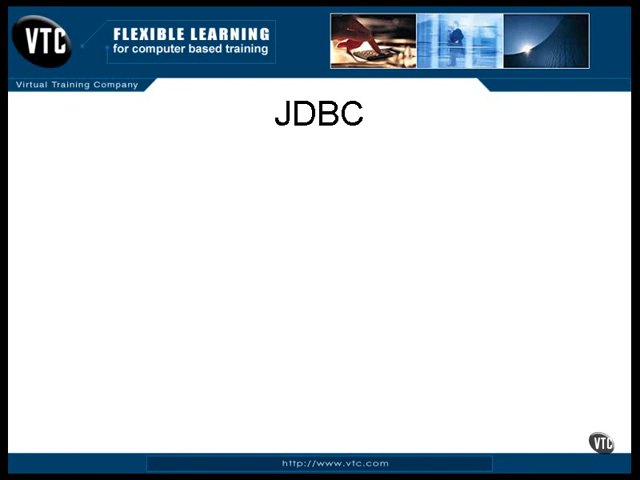 VTC
FLEXIBLE LEARNING
for computer based training
Virtual Training Company
JDBC
VTC
http://www.vtc.com